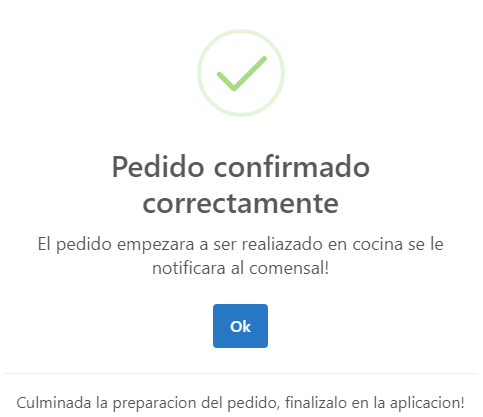 Pedido confirmado
correctamente
El pedido empezara a ser realiazado en cocina se le
notificara al comensal!
Ok
Culminada la preparacion del pedido, finalizalo en la aplicacion!